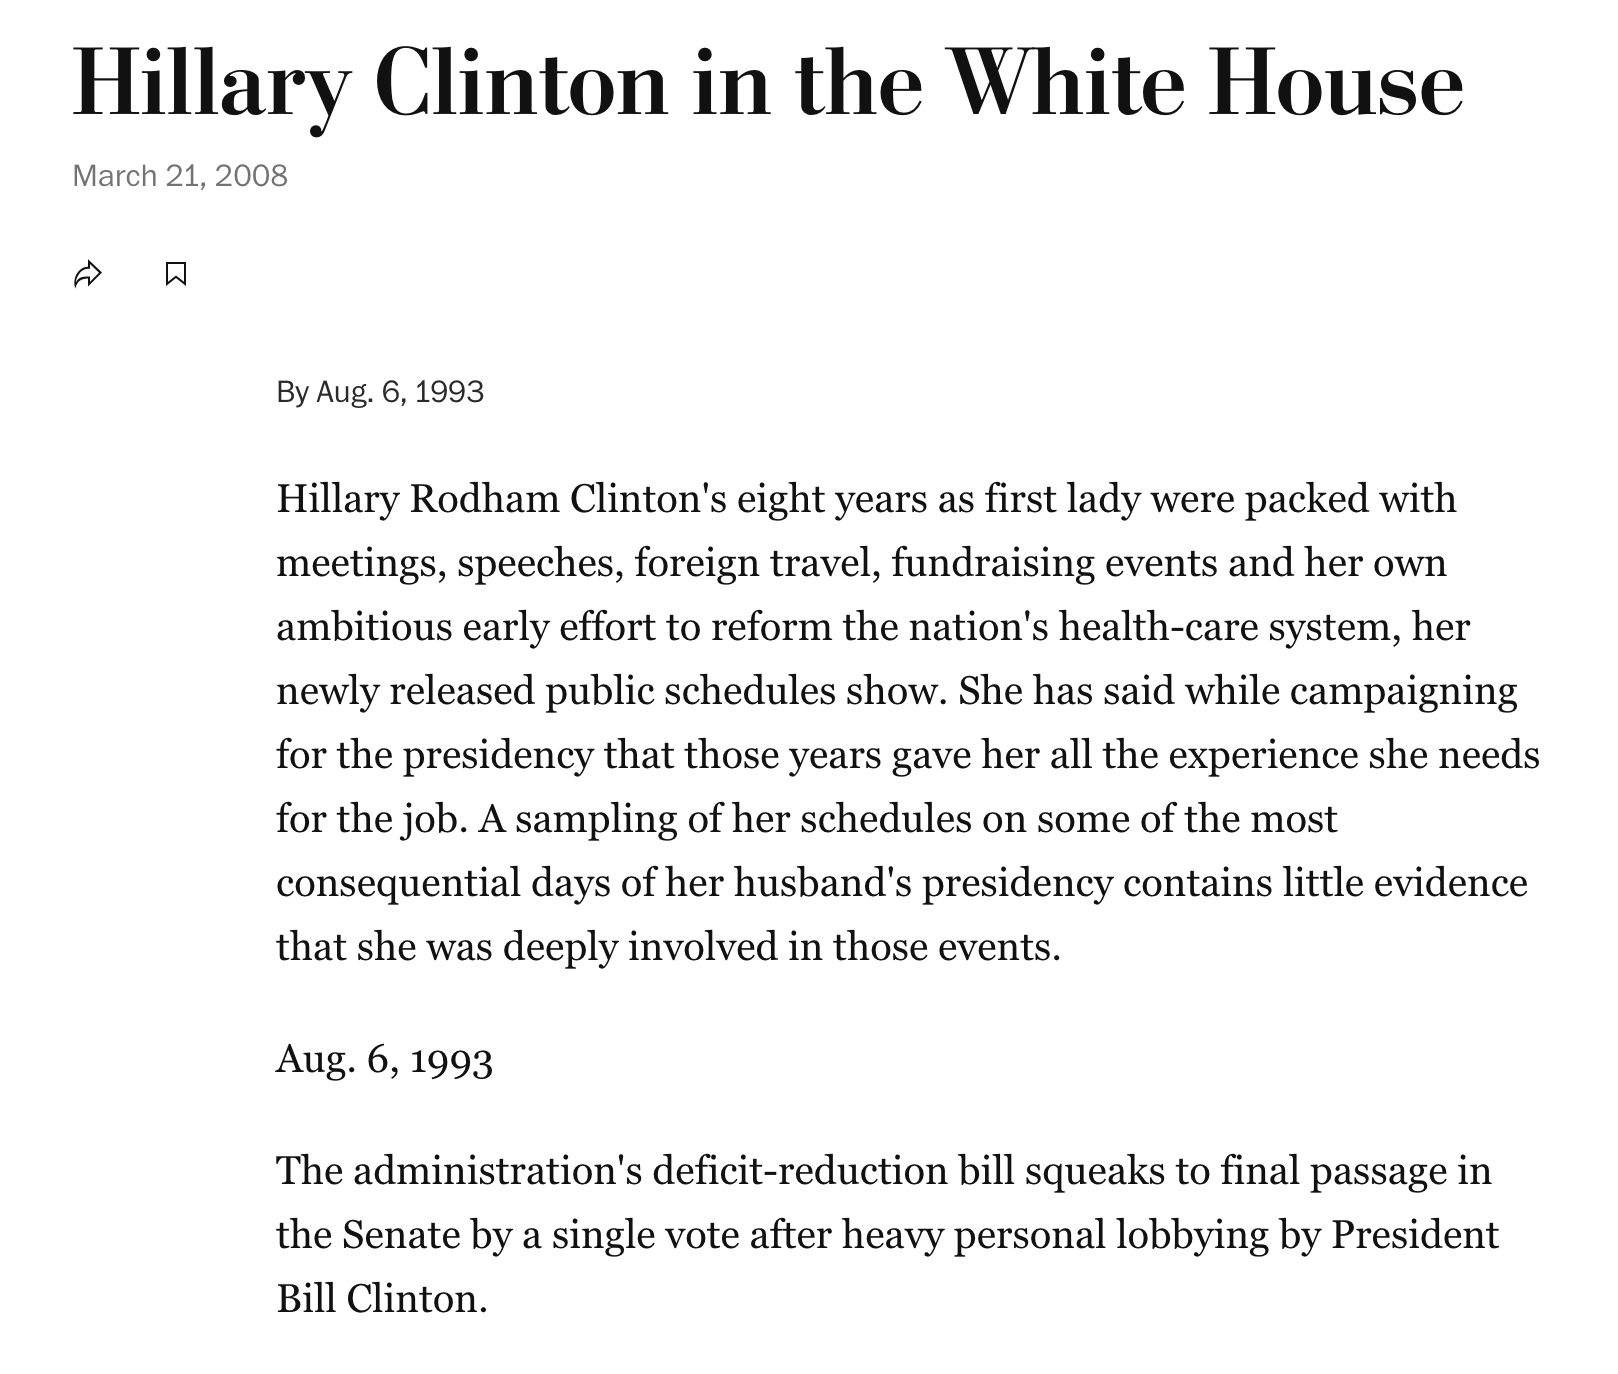 Hillary Clinton in the White House
March 21, 2008
By Aug. 6, 1993
Hillary Rodham Clinton's eight years as first lady were packed with
meetings, speeches, foreign travel, fundraising events and her own
ambitious early effort to reform the nation's health-care system, her
newly released public schedules show. She has said while campaigning
for the presidency that those years gave her all the experience she needs
for the job. A sampling of her schedules on some of the most
consequential days of her husband's presidency contains little evidence
that she was deeply involved in those events.
Aug. 6, 1993
The administration's deficit-reduction bill squeaks to final passage in
the Senate by a single vote after heavy personal lobbying by President
Bill Clinton.